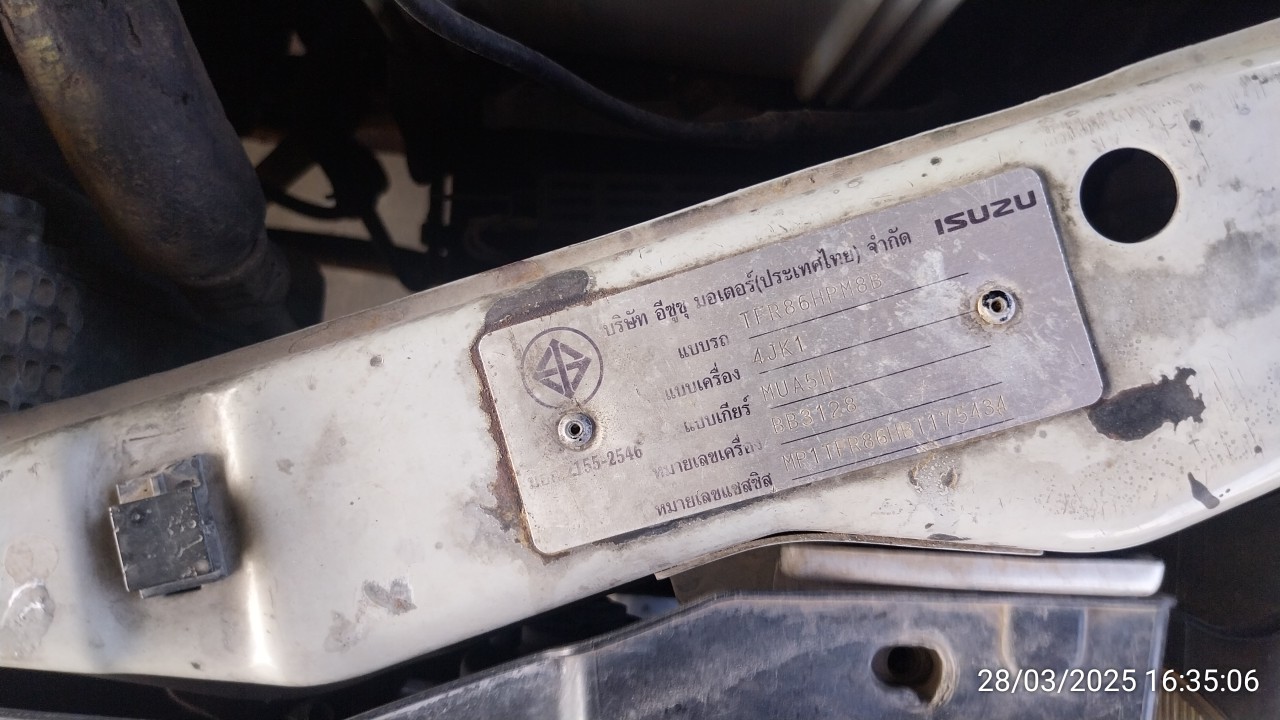 ISUZU
บริษัท อีซูซุ มอเตอร์(ประเทศไทย) จำกัด
แบบรถ TFR86HPM8B
แบบเครื่อง 4JK1
แบบเกียร์ MUA5H
หมายเลขเครื่อง BB3128
หมายเลขแชสซิส MP1TFR86HBT175434
2155-2546
28/03/2025 16:35:06